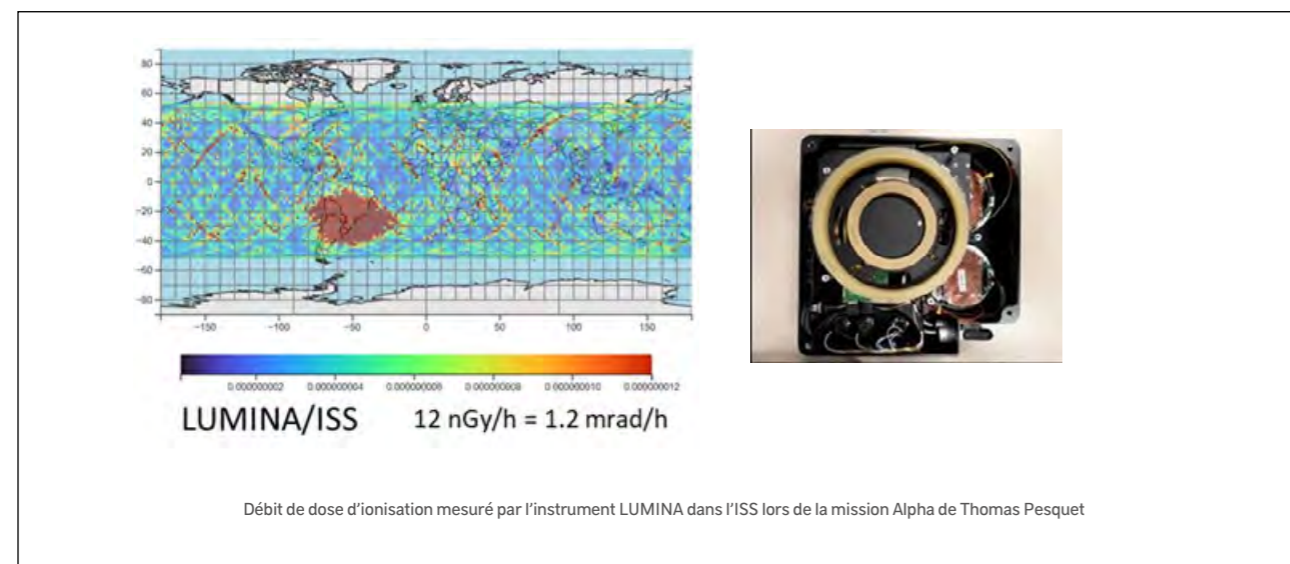 80
60
40
20
0
−20
−40
−60
−80
−150 −100 −50 0 50 100 150
0.000000002 0.000000004 0.000000006 0.000000008 0.000000010 0.000000012
LUMINA/ISS 12 nGy/h = 1.2 mrad/h
Débit de dose d’ionisation mesuré par l’instrument LUMINA dans l’ISS lors de la mission Alpha de Thomas Pesquet